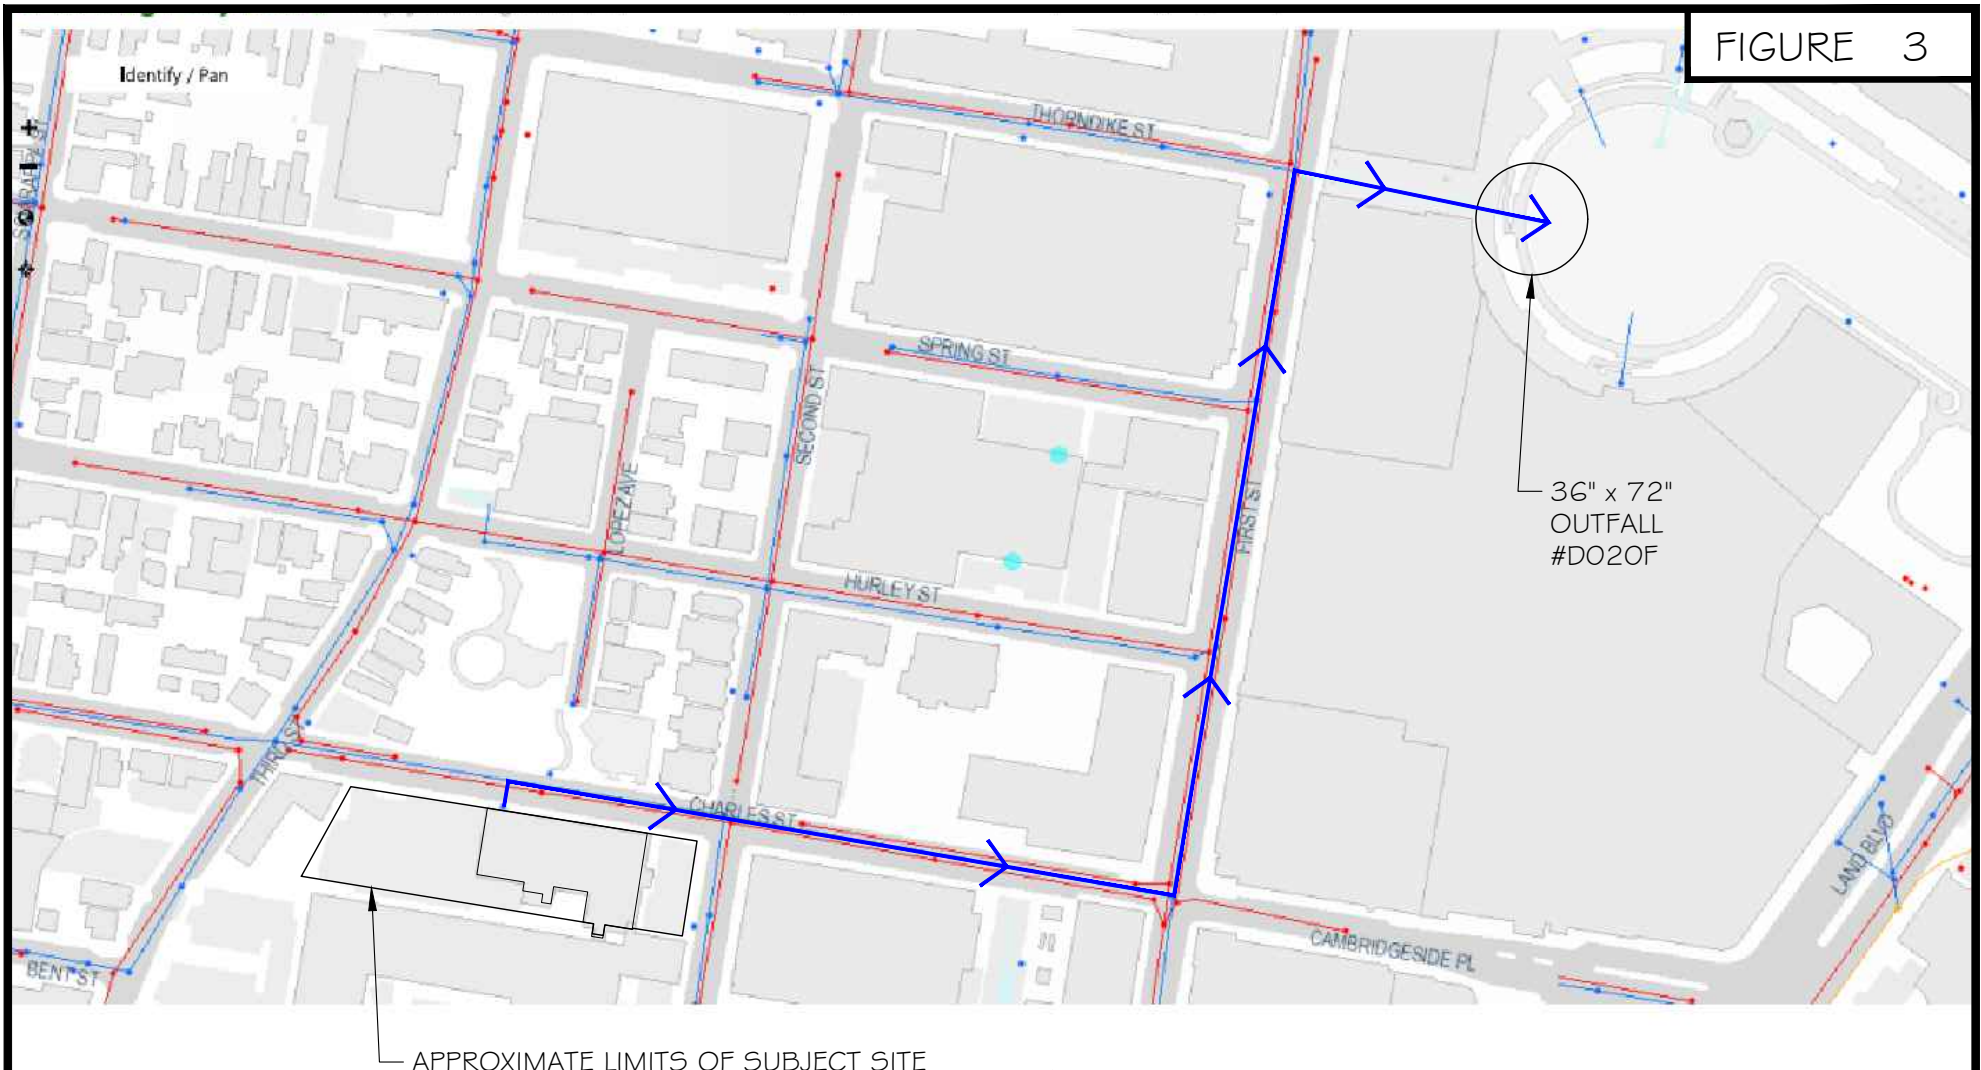 FIGURE 3
Identify / Pan
THORNDIKE ST
SPRING ST
SECOND ST
LOPEZ AVE
FIRST ST
36" x 72"
OUTFALL
#D020F
HURLEY ST
THIRD ST
CHARLES ST
LAND BLVD
CAMBRIDGESIDE PL
BENT ST
APPROXIMATE LIMITS OF SUBJECT SITE